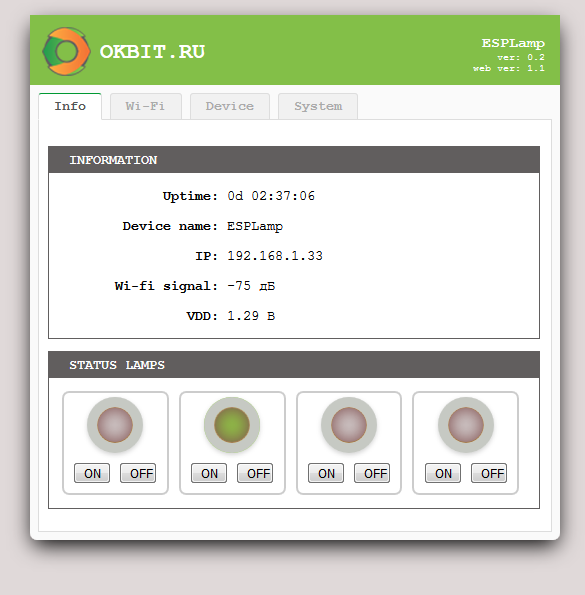 OKBIT.RU
ESPLamp
ver: 0.2
web ver: 1.1
Info Wi-Fi Device System
INFORMATION
Uptime: 0d 02:37:06
Device name: ESPLamp
IP: 192.168.1.33
Wi-fi signal: -75 дБ
VDD: 1.29 В
STATUS LAMPS
ON OFF ON OFF ON OFF ON OFF